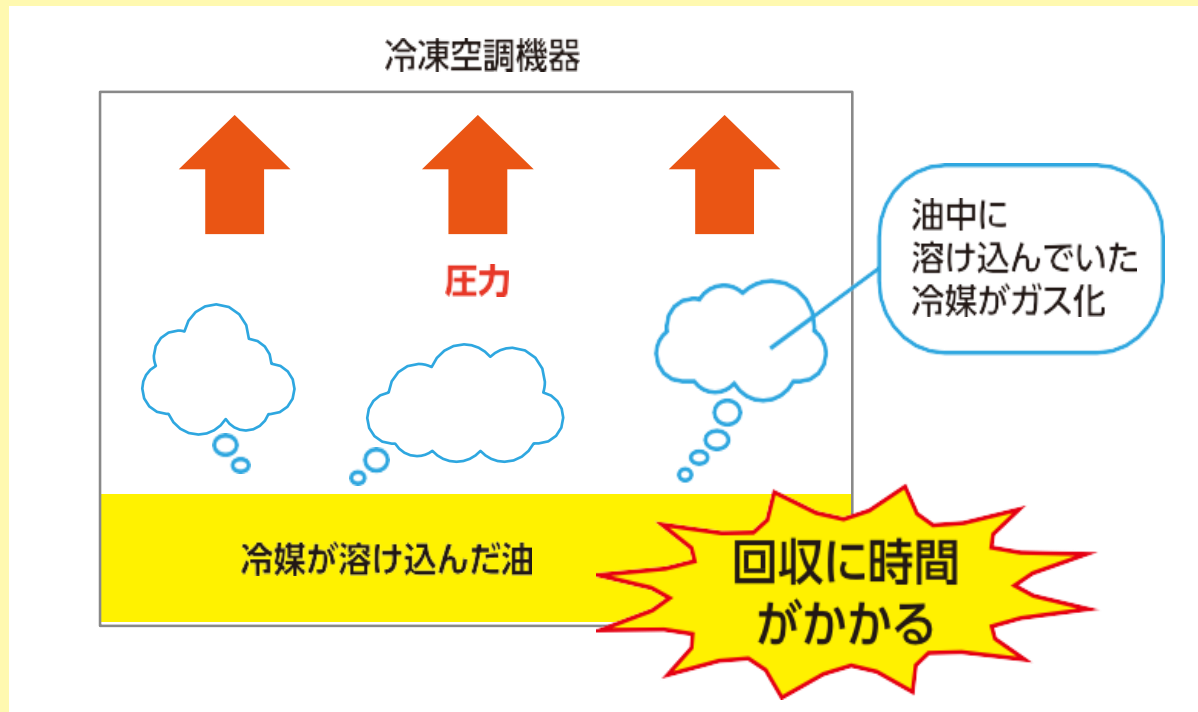 冷凍空調機器
圧力
油中に
溶け込んでいた
冷媒がガス化
冷媒が溶け込んだ油
回収に時間
がかかる